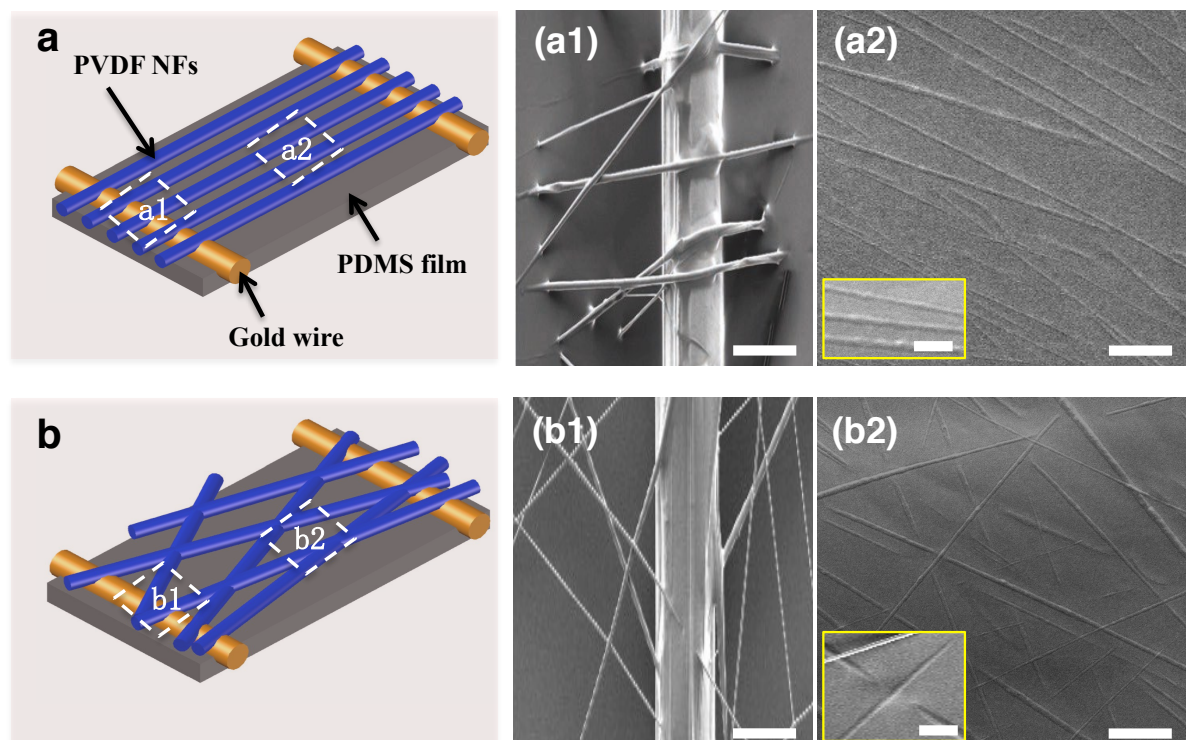 a
PVDF NFs
a2
a1
PDMS film
Gold wire
(a1)
(a2)
b
b2
b1
(b1)
(b2)